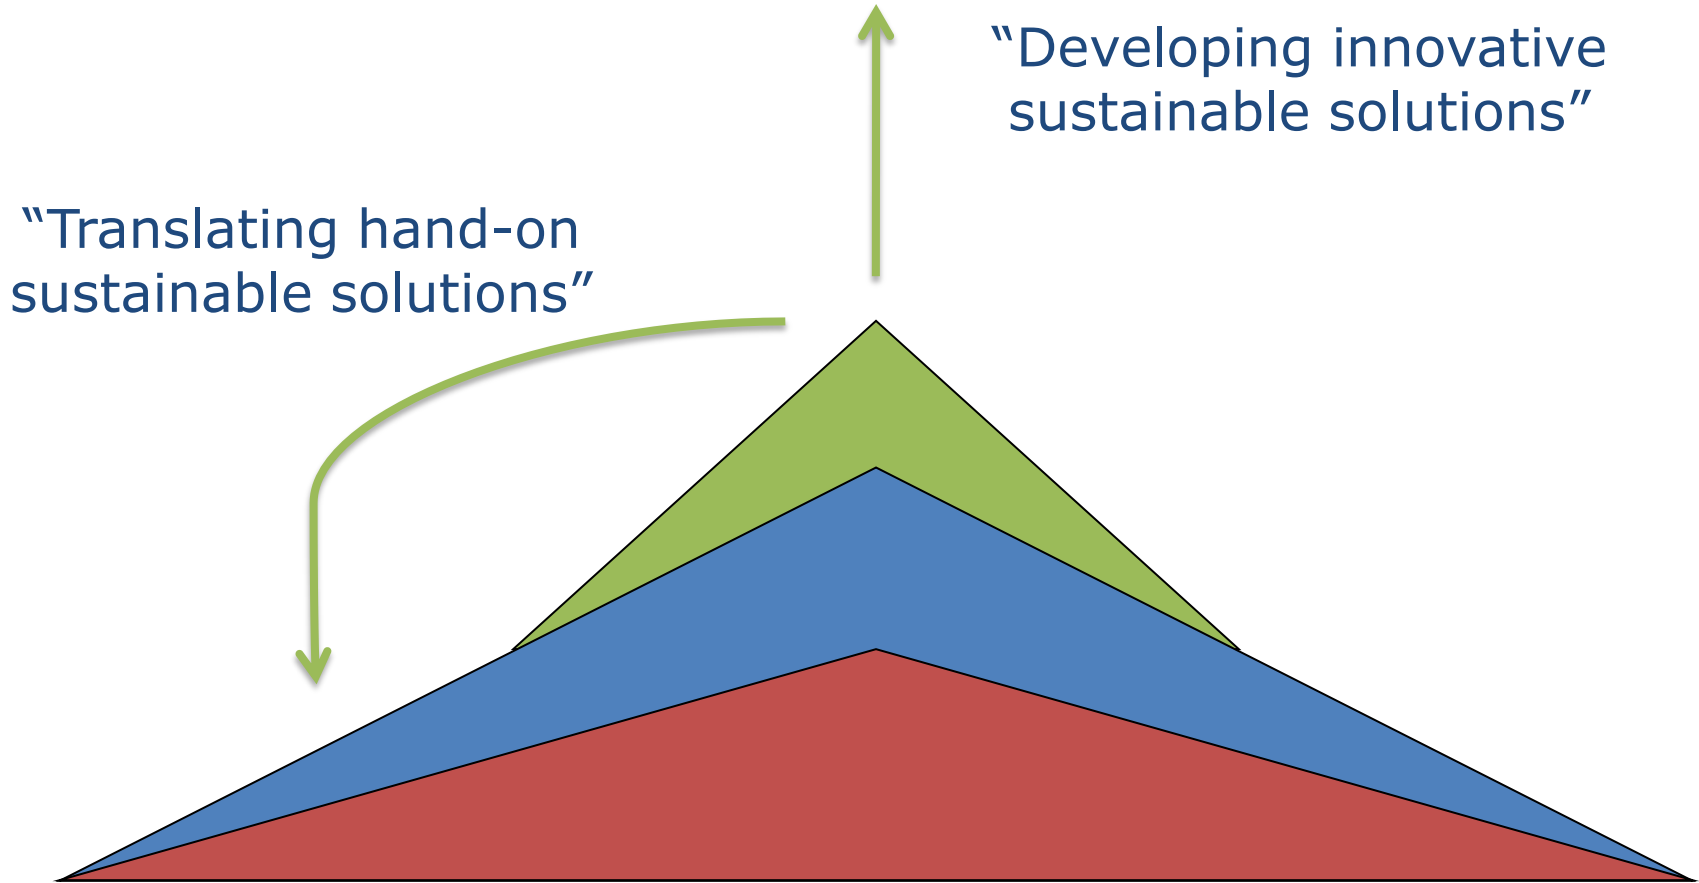 “Developing innovative
sustainable solutions”
“Translating hand-on
sustainable solutions”